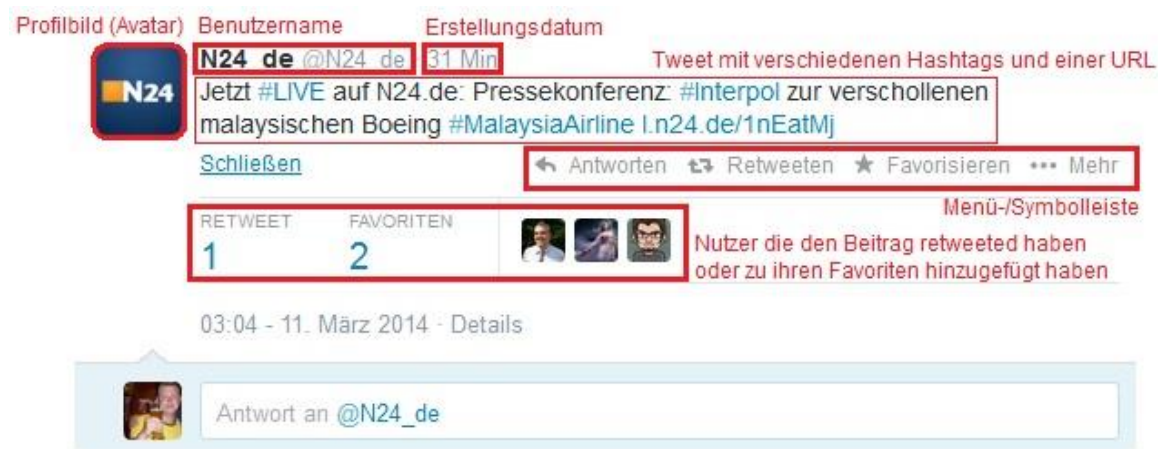 Profilbild (Avatar) Benutzername Erstellungsdatum
N24_de @N24_de 31 Min
Tweet mit verschiedenen Hashtags und einer URL
N24
Jetzt #LIVE auf N24.de: Pressekonferenz: #Interpol zur verschollenen
malaysischen Boeing #MalaysiaAirline l.n24.de/1nEatMj
Schließen Antworten Retweeten Favorisieren Mehr
Menü-/Symbolleiste
RETWEET FAVORITEN
1 2
Nutzer die den Beitrag retweeted haben
oder zu ihren Favoriten hinzugefügt haben
03:04 - 11. März 2014 · Details
Antwort an @N24_de